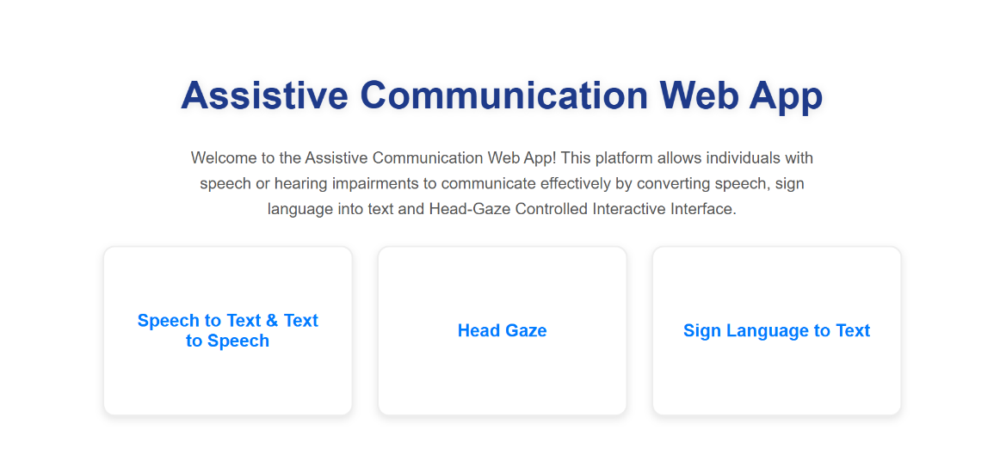 Assistive Communication Web App
Welcome to the Assistive Communication Web App! This platform allows individuals with
speech or hearing impairments to communicate effectively by converting speech, sign
language into text and Head-Gaze Controlled Interactive Interface.
Speech to Text & Text
to Speech
Head Gaze
Sign Language to Text